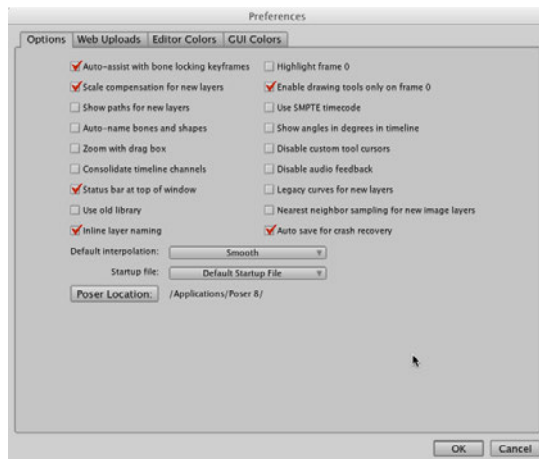 Preferences
Options Web Uploads Editor Colors GUI Colors
Auto-assist with bone locking keyframes
Scale compensation for new layers
Show paths for new layers
Auto-name bones and shapes
Zoom with drag box
Consolidate timeline channels
Status bar at top of window
Use old library
Inline layer naming
Highlight frame 0
Enable drawing tools only on frame 0
Use SMPTE timecode
Show angles in degrees in timeline
Disable custom tool cursors
Disable audio feedback
Legacy curves for new layers
Nearest neighbor sampling for new image layers
Auto save for crash recovery
Default interpolation: Smooth
Startup file: Default Startup File
Poser Location: /Applications/Poser 8/
OK Cancel